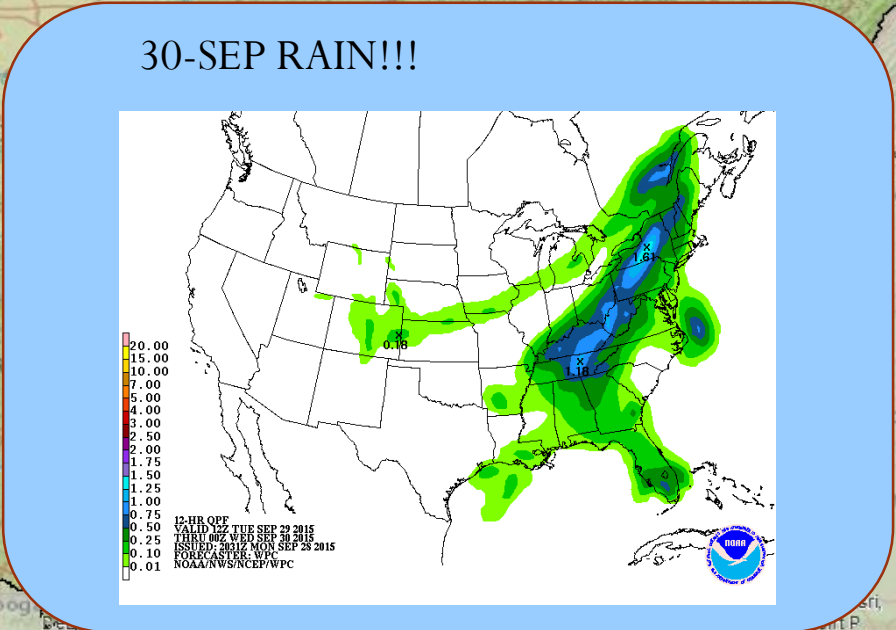 30-SEP RAIN!!!
1.61
0.18
1.18
20.00
15.00
10.00
7.00
5.00
4.00
3.00
2.50
2.00
1.75
1.50
1.25
1.00
0.75
0.50
0.25
0.10
0.01
12-HR QPF
VALID 12Z TUE SEP 29 2015
THRU 00Z WED SEP 30 2015
ISSUED: 2031Z MON SEP 28 2015
FORECASTER: WPC
NOAA/NWS/NCEP/WPC
NOAA